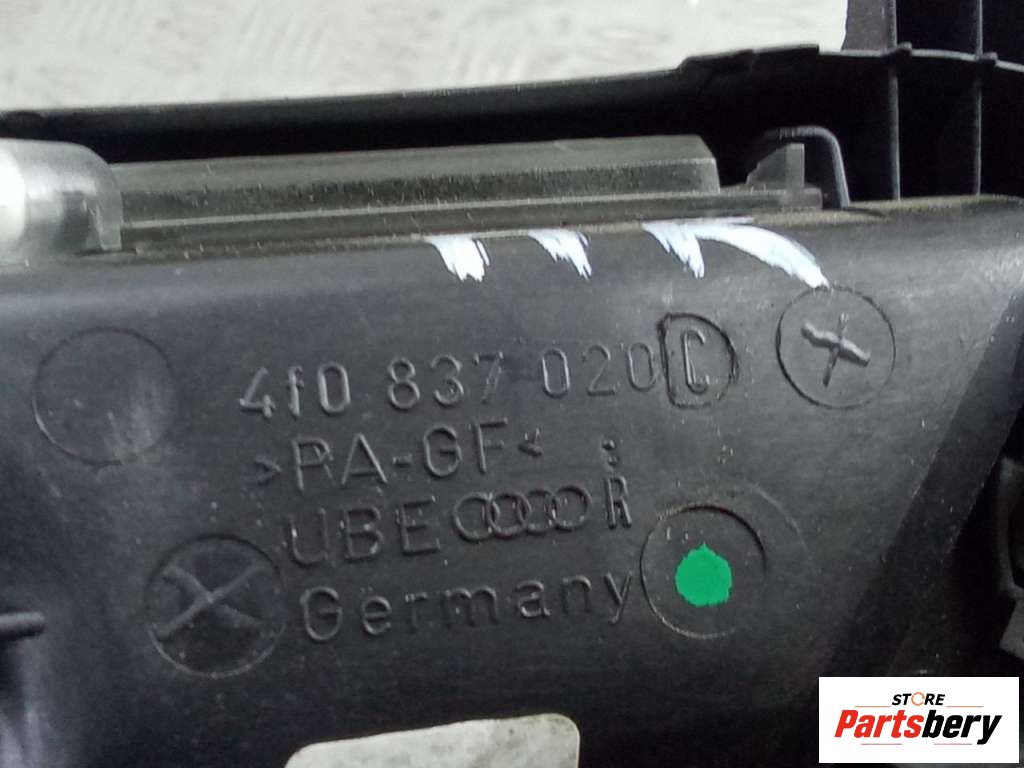 4f0 837 020 C
>PA-GF<
UBE R
Germany
STORE
Partsbery